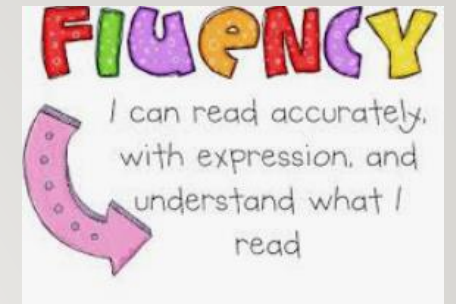 FlUeNCY
I can read accurately,
with expression, and
understand what I
read